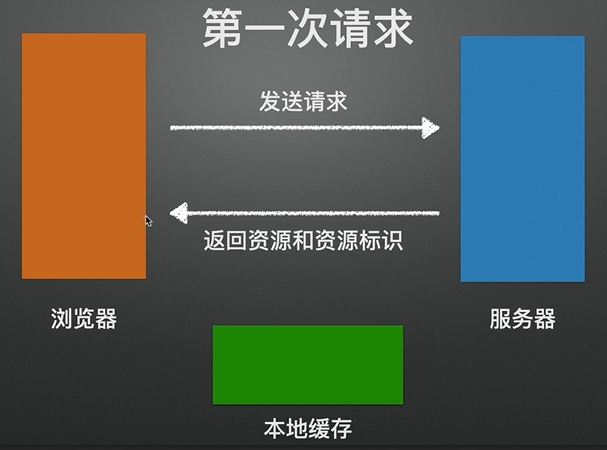 第一次请求
发送请求
返回资源和资源标识
浏览器
服务器
本地缓存